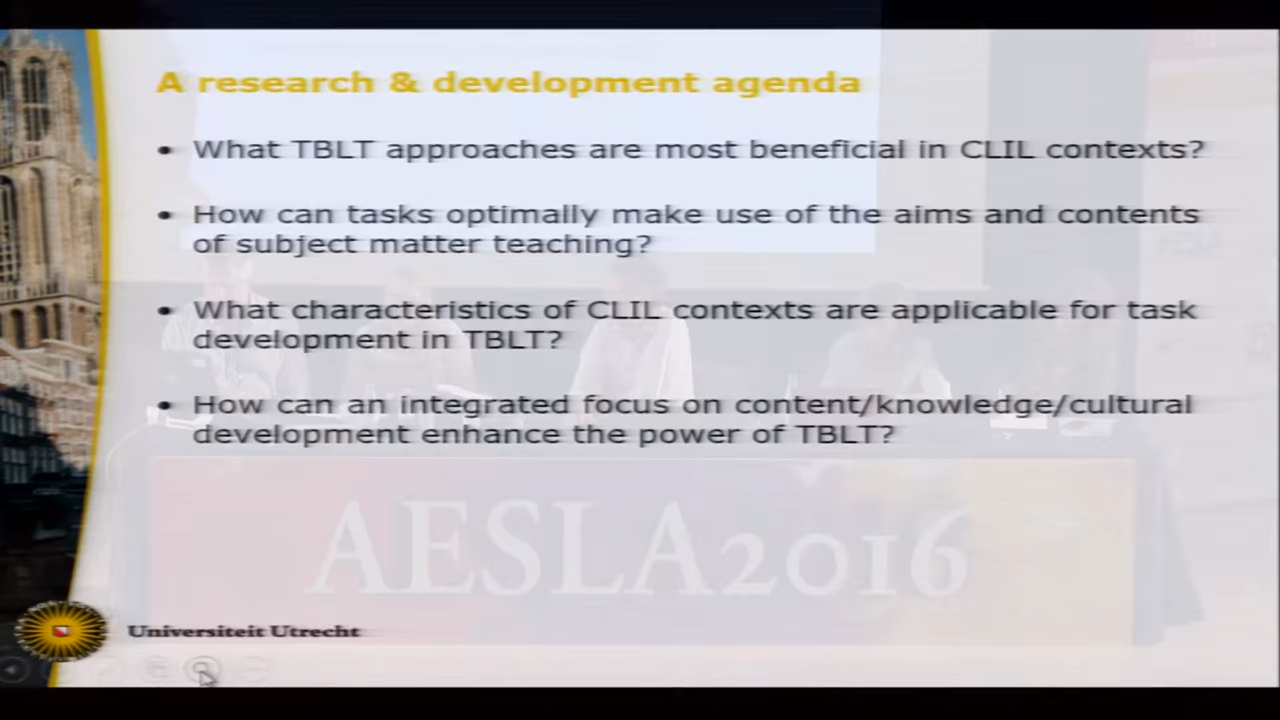 A research & development agenda
• What TBLT approaches are most beneficial in CLIL contexts?
• How can tasks optimally make use of the aims and contents
of subject matter teaching?
• What characteristics of CLIL contexts are applicable for task
development in TBLT?
• How can an integrated focus on content/knowledge/cultural
development enhance the power of TBLT?
AESLA2016
Universiteit Utrecht